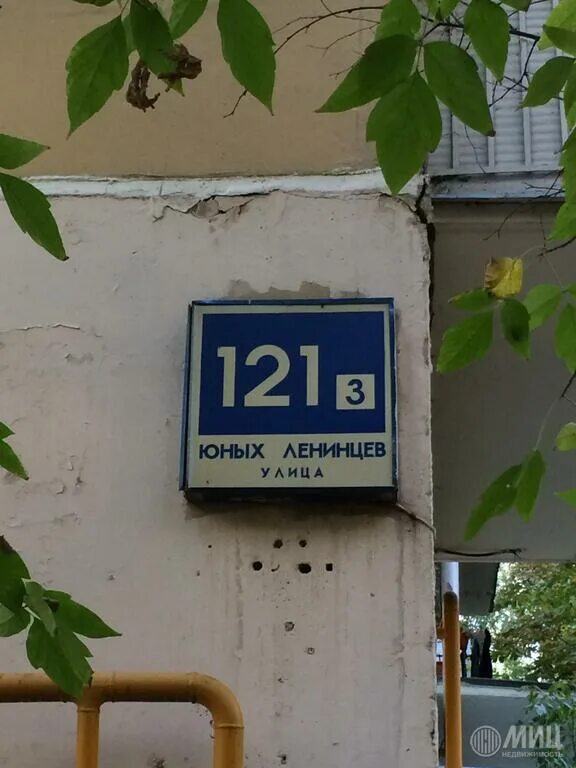 121 3
ЮНЫХ ЛЕНИНЦЕВ
УЛИЦА
МИЦ
НЕДВИЖИМОСТЬ